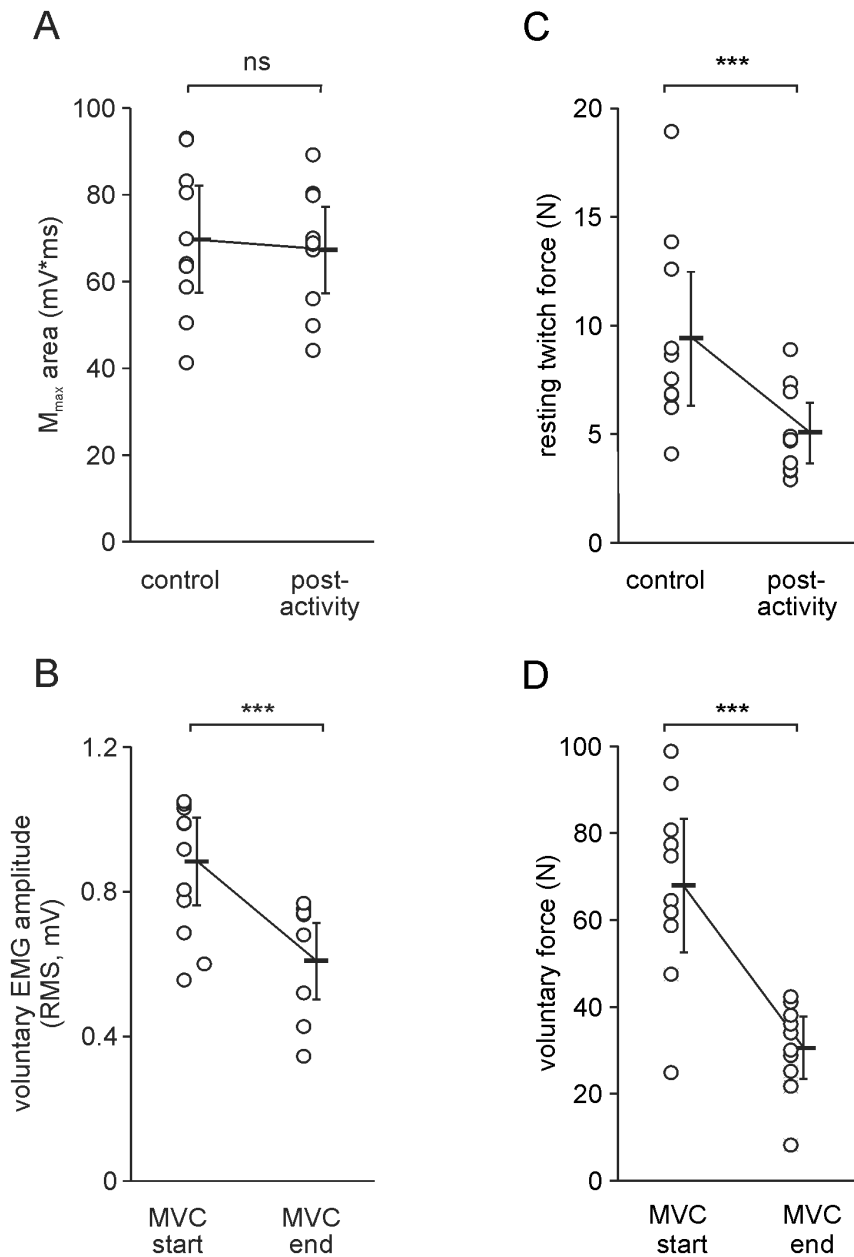 A
ns
100
80
60
40
20
0
Mmax area (mV*ms)
control
post-
activity
C
***
20
15
10
5
0
resting twitch force (N)
control
post-
activity
B
***
1.2
0.8
0.4
0
voluntary EMG amplitude
(RMS, mV)
MVC
start
MVC
end
D
***
100
80
60
40
20
0
voluntary force (N)
MVC
start
MVC
end